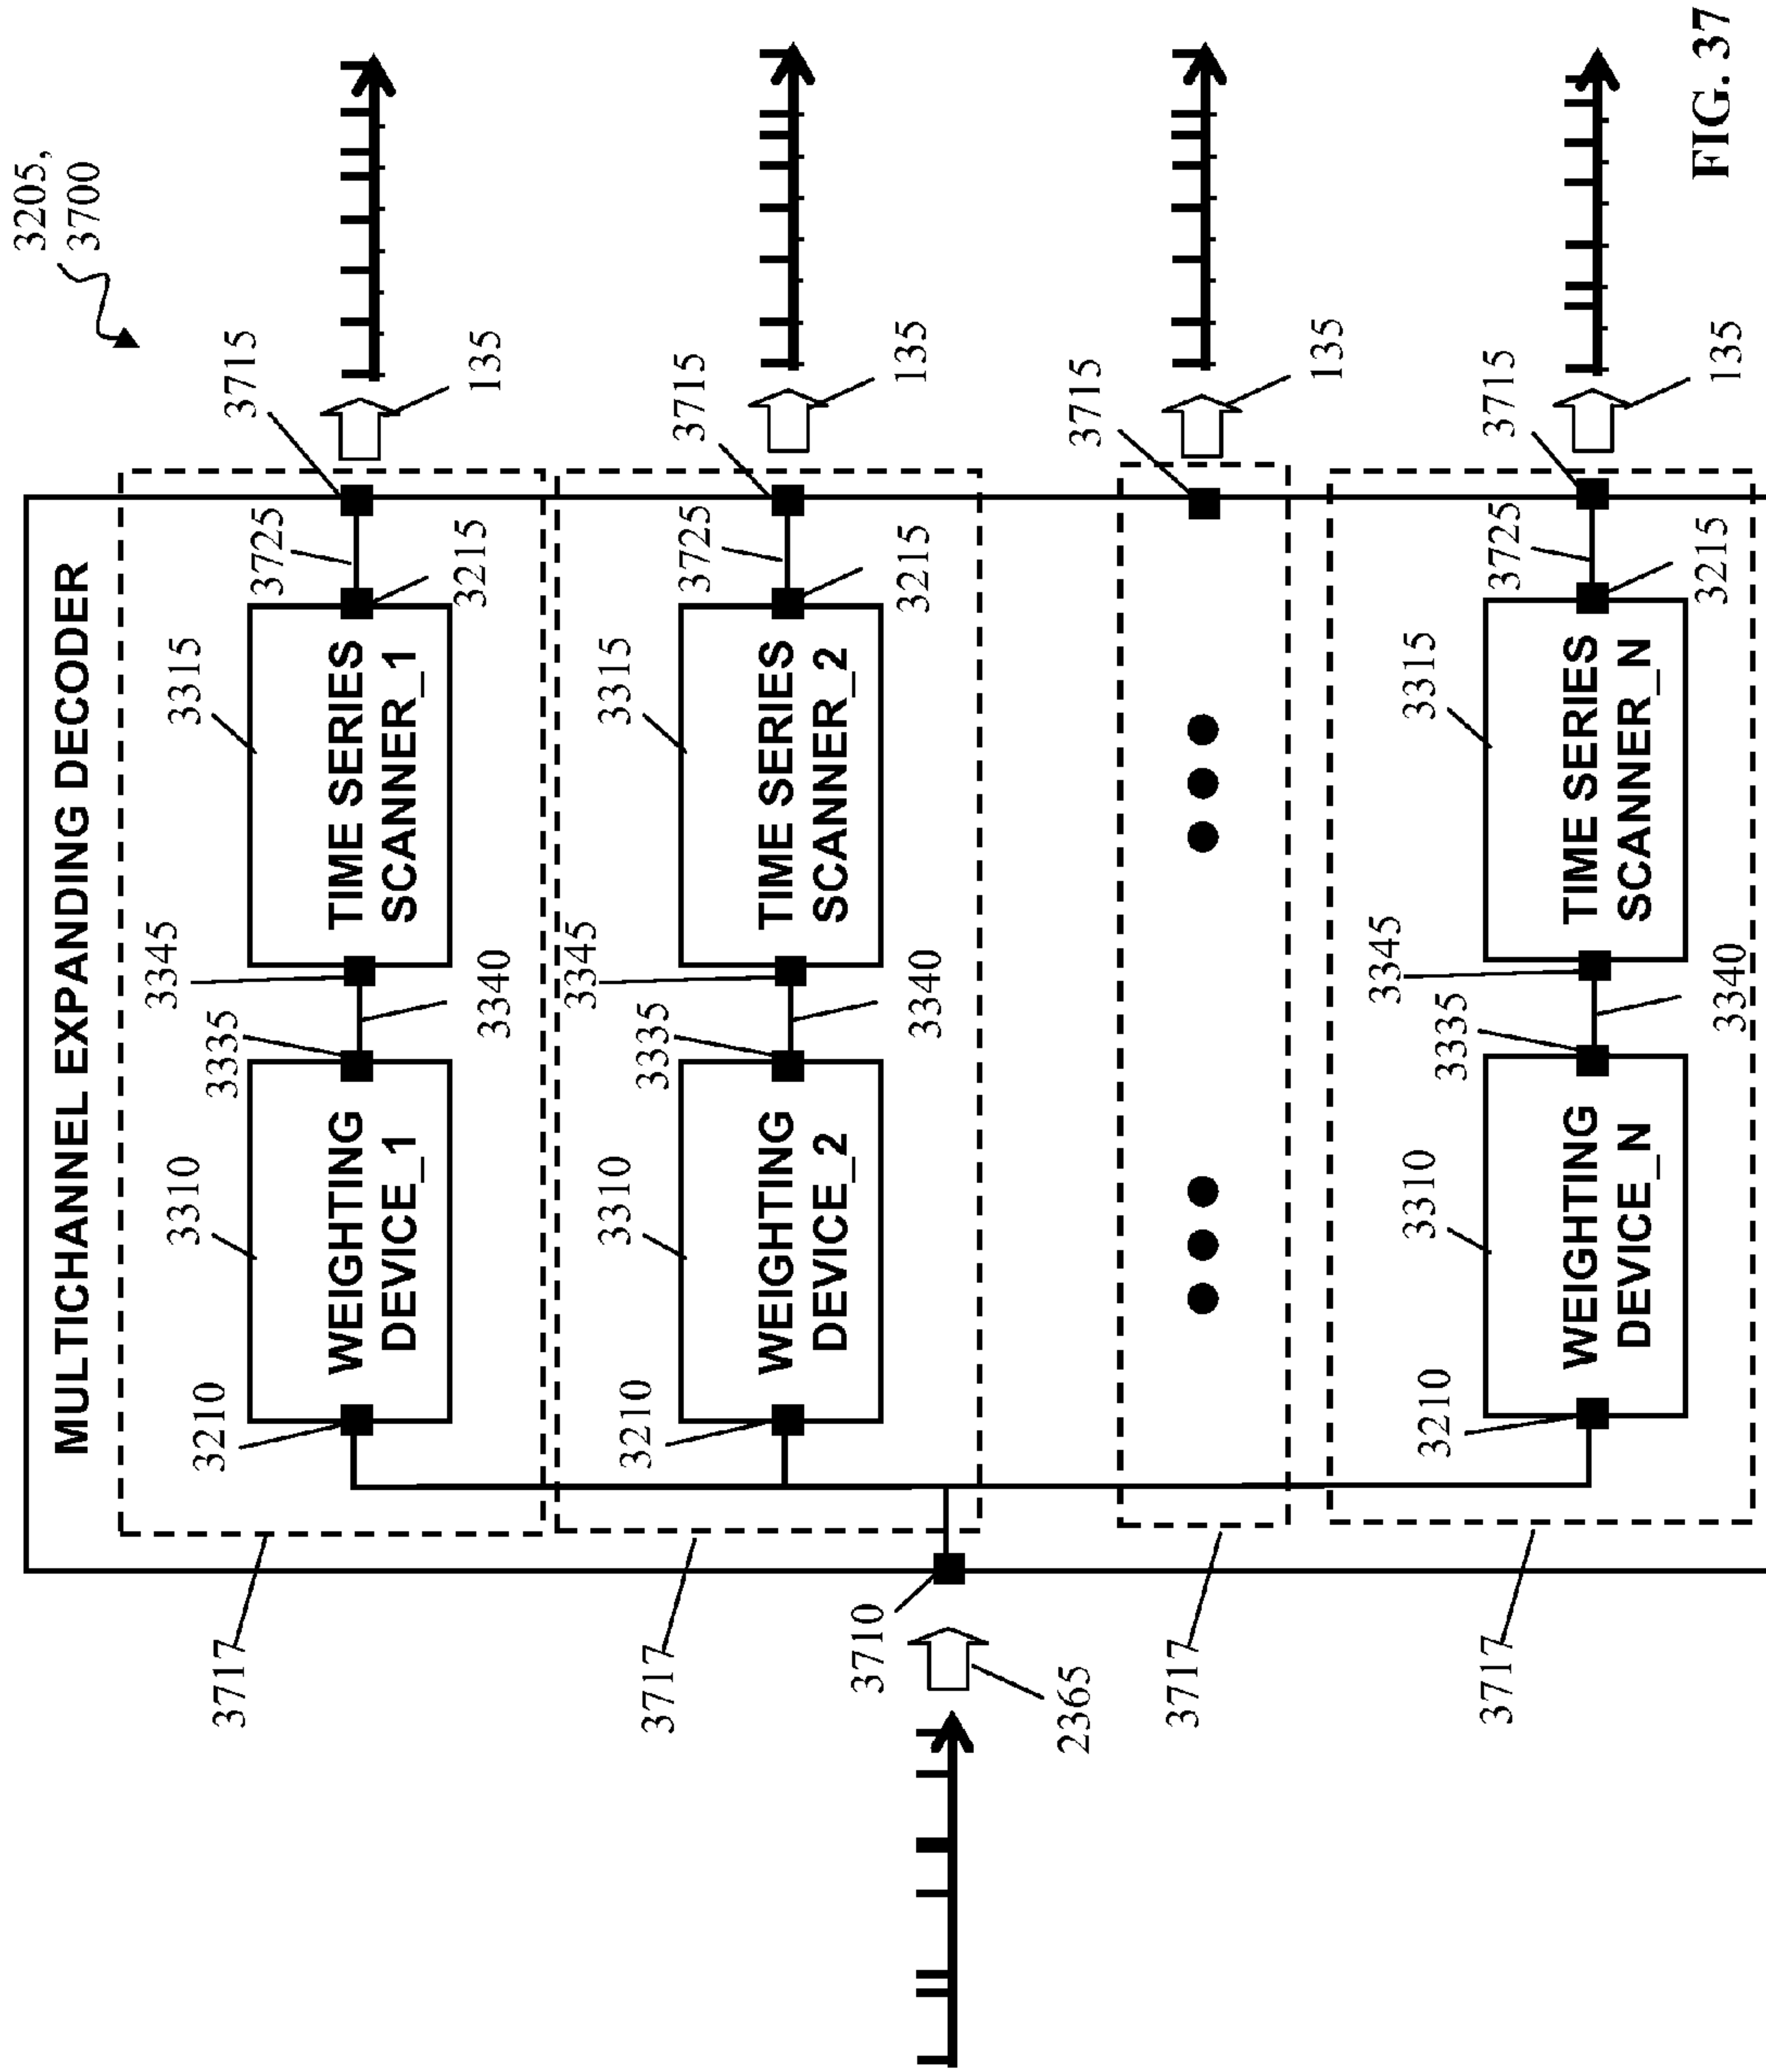 3205,
3700
MULTICHANNEL EXPANDING DECODER
3717
3210
3310
WEIGHTING
DEVICE_1
3335
3340
3345
3315
TIME SERIES
SCANNER_1
3725
3215
3715
135
3717
3210
3310
WEIGHTING
DEVICE_2
3335
3340
3345
3315
TIME SERIES
SCANNER_2
3725
3215
3715
135
3710
2365
3717
3715
135
3717
3210
3310
WEIGHTING
DEVICE_N
3335
3340
3345
3315
TIME SERIES
SCANNER_N
3725
3215
3715
135
FIG. 37